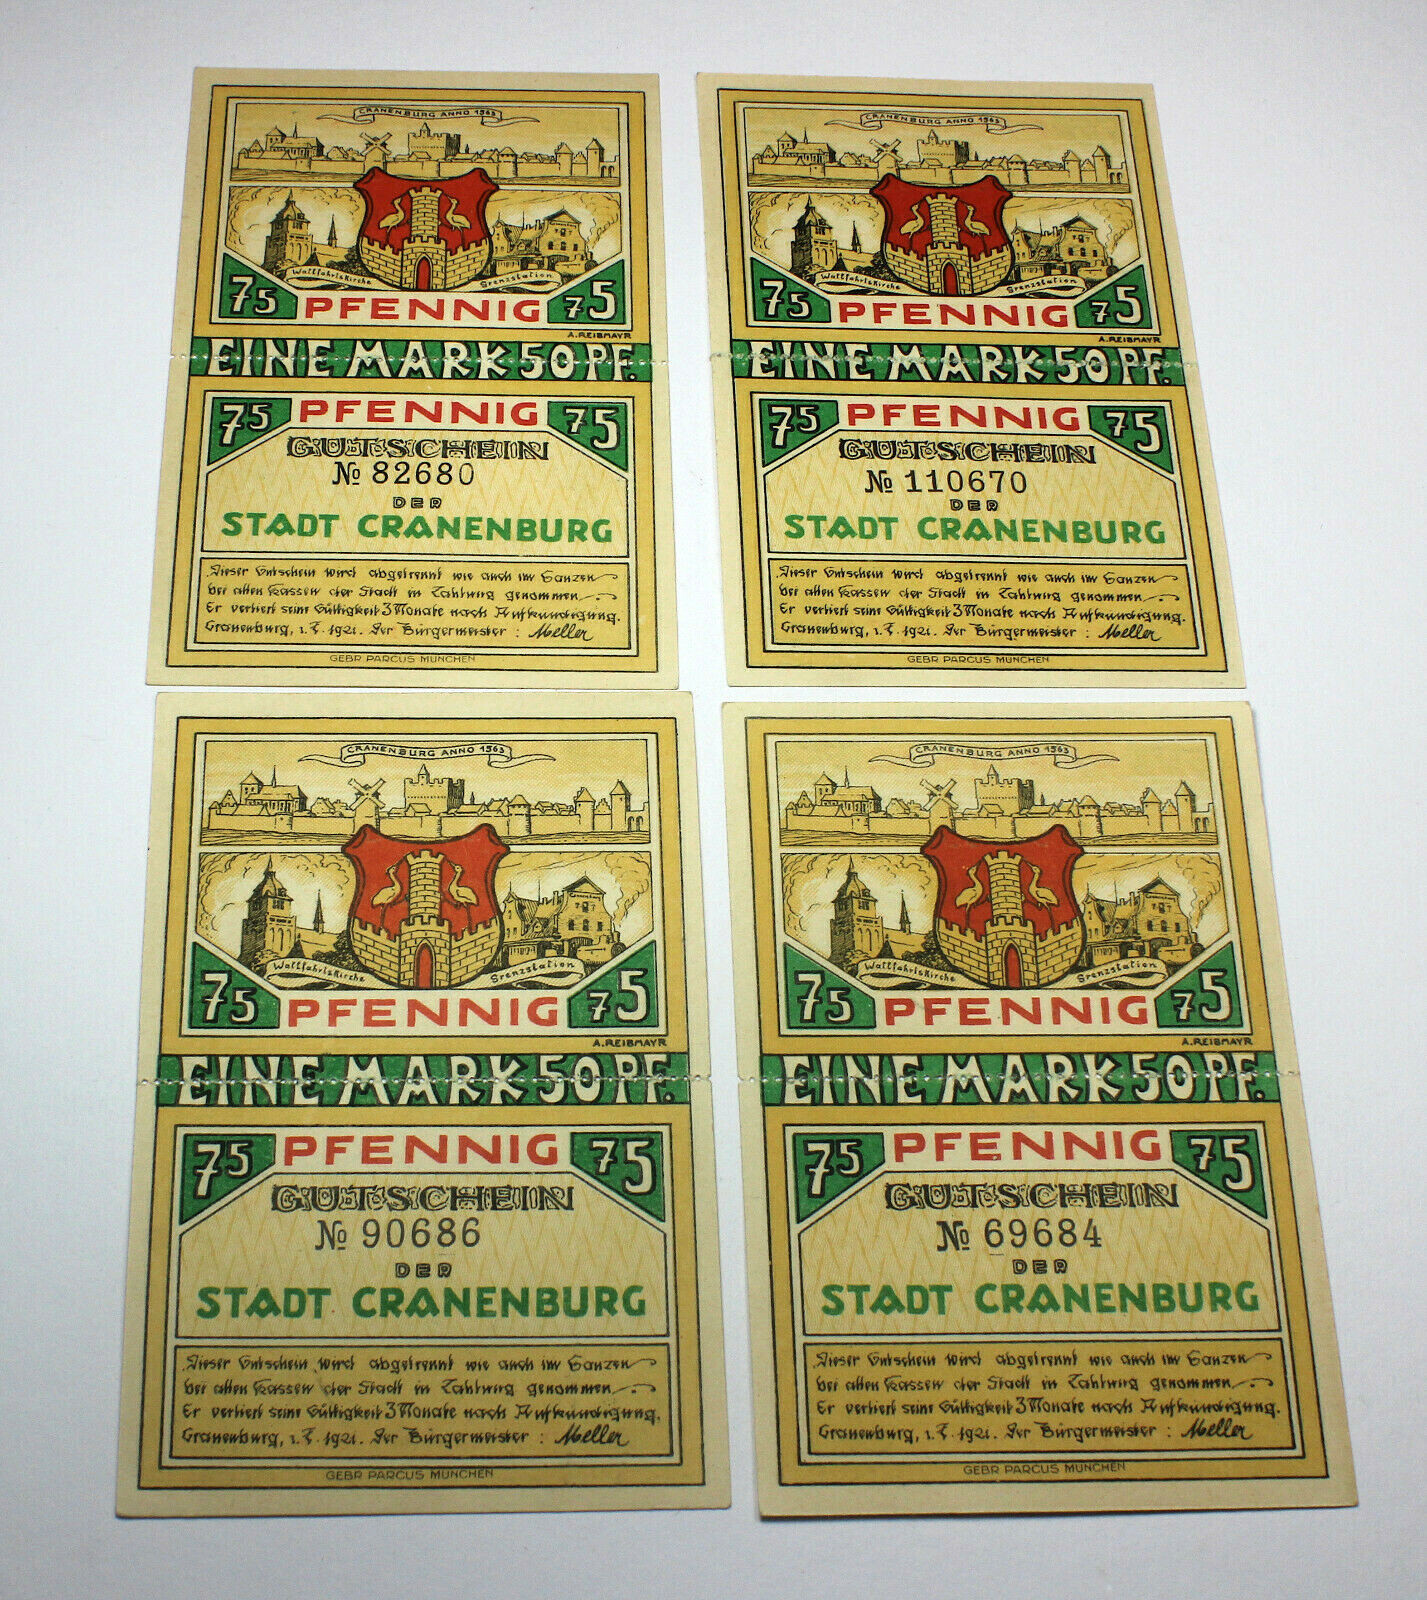 CRANENBURG ANNO 1563
Wallfahrtskirche
Grenzstation
75 PFENNIG 75
A. REIBMAYR
EINE MARK 50 PF.
75 PFENNIG 75
GUTSCHEIN
№ 82680
DER
STADT CRANENBURG
Dieser Gutschein wird abgetrennt wie auch im Ganzen
bei allen Kassen der Stadt in Zahlung genommen.
Er verliert seine Gültigkeit 3 Monate nach Aufkündigung.
Cranenburg, 1.7.1921. Der Bürgermeister: Meller
GEBR PARCUS MÜNCHEN
CRANENBURG ANNO 1563
Wallfahrtskirche
Grenzstation
75 PFENNIG 75
A. REIBMAYR
EINE MARK 50 PF.
75 PFENNIG 75
GUTSCHEIN
№ 110670
DER
STADT CRANENBURG
Dieser Gutschein wird abgetrennt wie auch im Ganzen
bei allen Kassen der Stadt in Zahlung genommen.
Er verliert seine Gültigkeit 3 Monate nach Aufkündigung.
Cranenburg, 1.7.1921. Der Bürgermeister: Meller
GEBR PARCUS MÜNCHEN
CRANENBURG ANNO 1563
Wallfahrtskirche
Grenzstation
75 PFENNIG 75
A. REIBMAYR
EINE MARK 50 PF.
75 PFENNIG 75
GUTSCHEIN
№ 90686
DER
STADT CRANENBURG
Dieser Gutschein wird abgetrennt wie auch im Ganzen
bei allen Kassen der Stadt in Zahlung genommen.
Er verliert seine Gültigkeit 3 Monate nach Aufkündigung.
Cranenburg, 1.7.1921. Der Bürgermeister: Meller
GEBR PARCUS MÜNCHEN
CRANENBURG ANNO 1563
Wallfahrtskirche
Grenzstation
75 PFENNIG 75
A. REIBMAYR
EINE MARK 50 PF.
75 PFENNIG 75
GUTSCHEIN
№ 69684
DER
STADT CRANENBURG
Dieser Gutschein wird abgetrennt wie auch im Ganzen
bei allen Kassen der Stadt in Zahlung genommen.
Er verliert seine Gültigkeit 3 Monate nach Aufkündigung.
Cranenburg, 1.7.1921. Der Bürgermeister: Meller
GEBR PARCUS MÜNCHEN